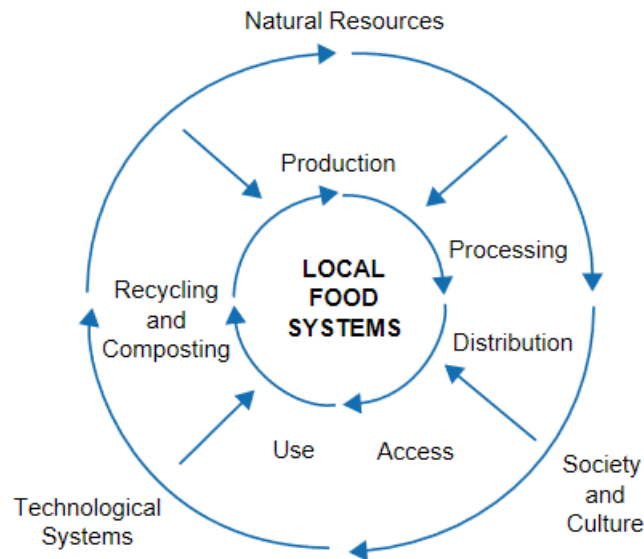 Natural Resources
Production
Processing
LOCAL
FOOD
SYSTEMS
Recycling
and
Composting
Distribution
Use
Access
Society
and
Culture
Technological
Systems